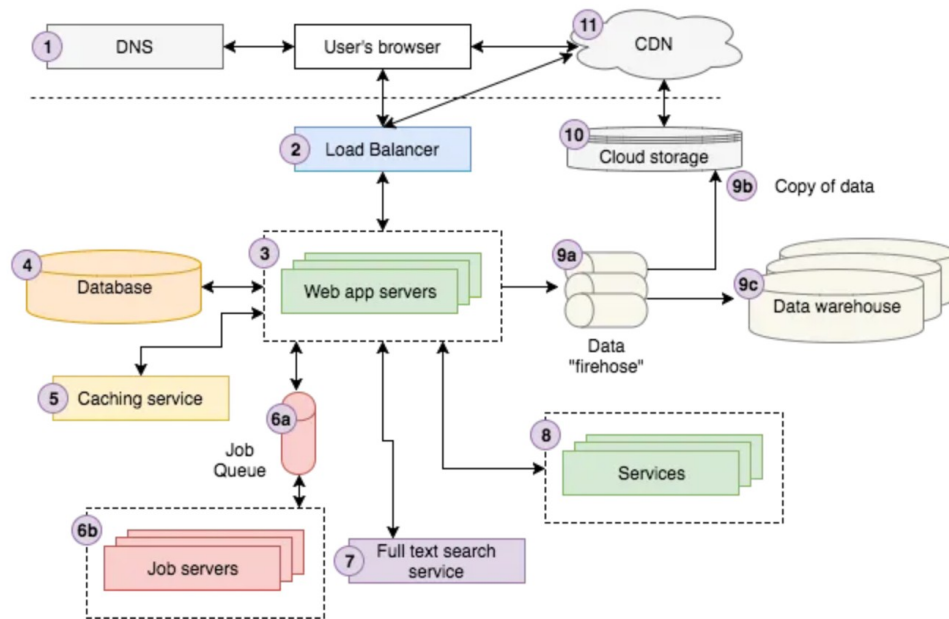 1
DNS
User's browser
11
CDN
2
Load Balancer
10
Cloud storage
9b
Copy of data
3
Web app servers
4
Database
9a
Data
"firehose"
9c
Data warehouse
5
Caching service
6a
Job
Queue
8
Services
6b
Job servers
7
Full text search
service